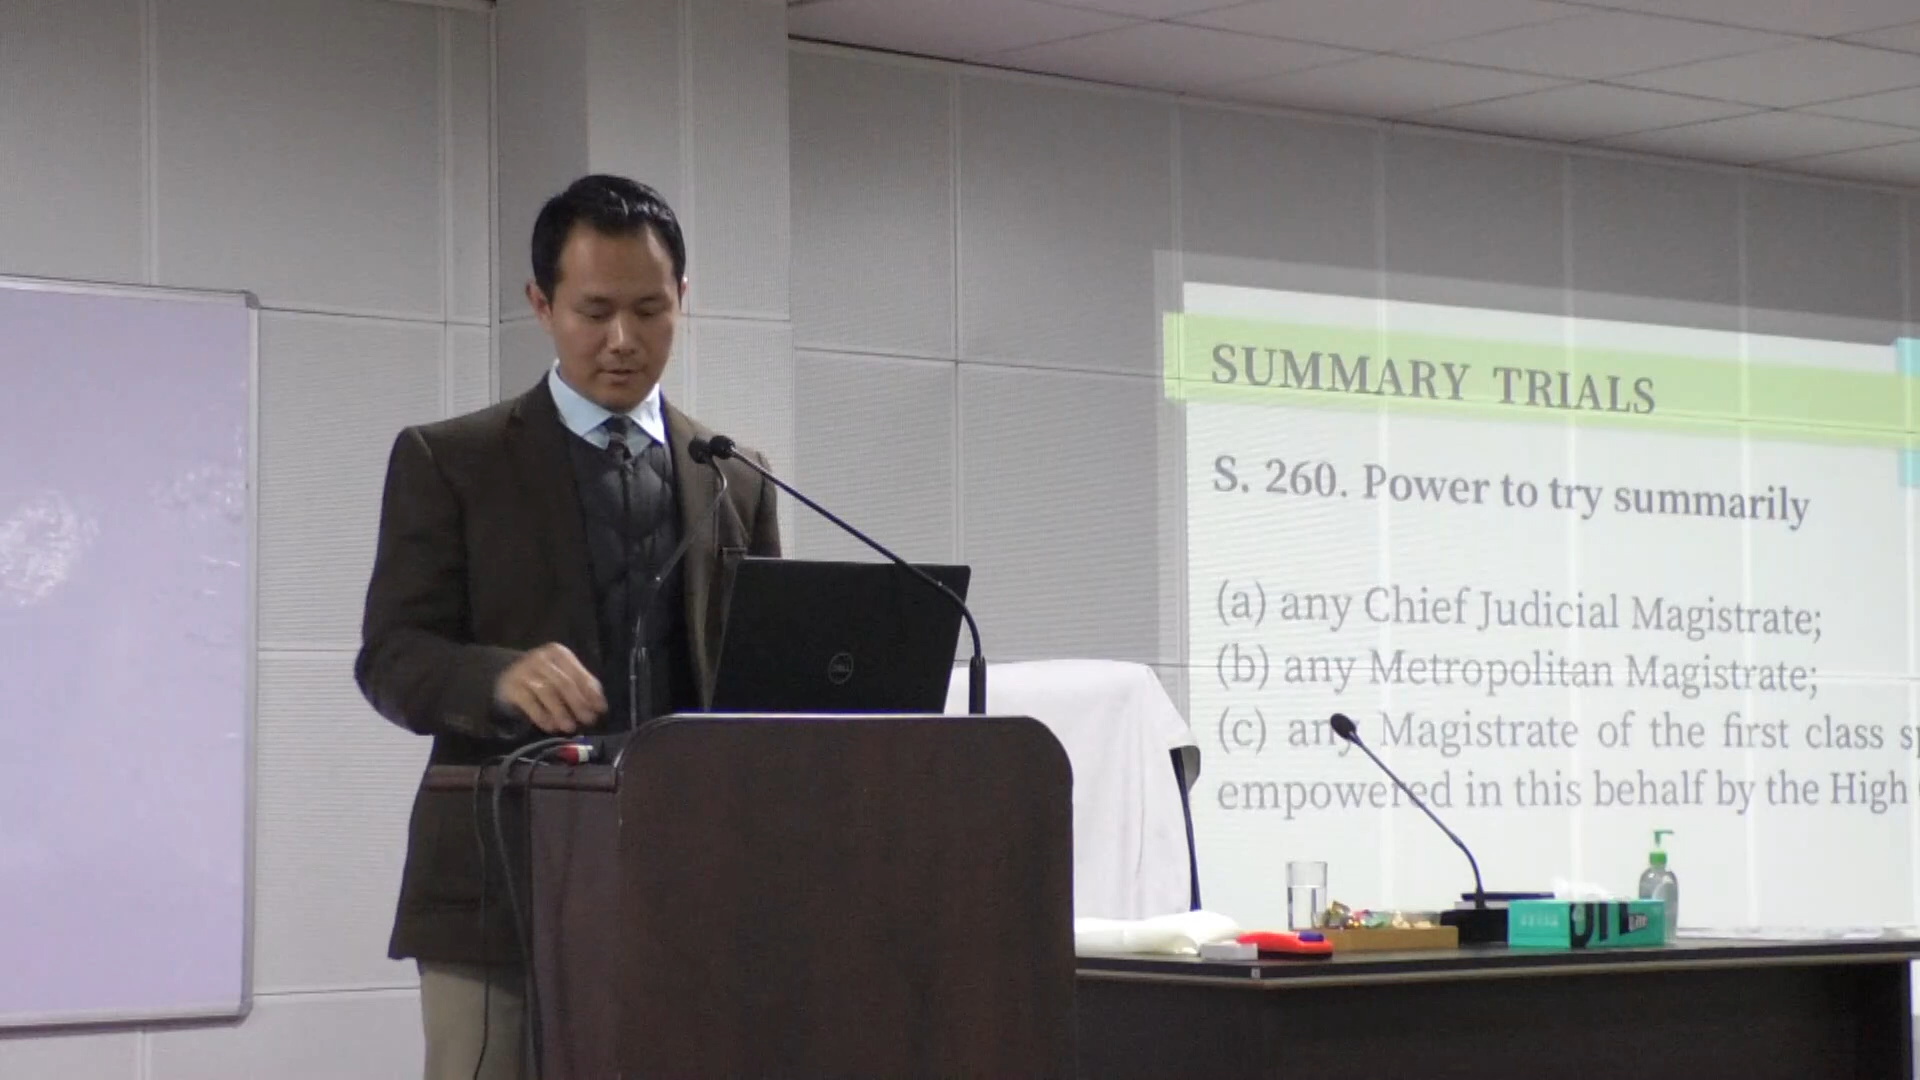 SUMMARY TRIALS
S. 260. Power to try summarily
(a) any Chief Judicial Magistrate;
(b) any Metropolitan Magistrate;
(c) any Magistrate of the first class
empowered in this behalf by the High
DELL